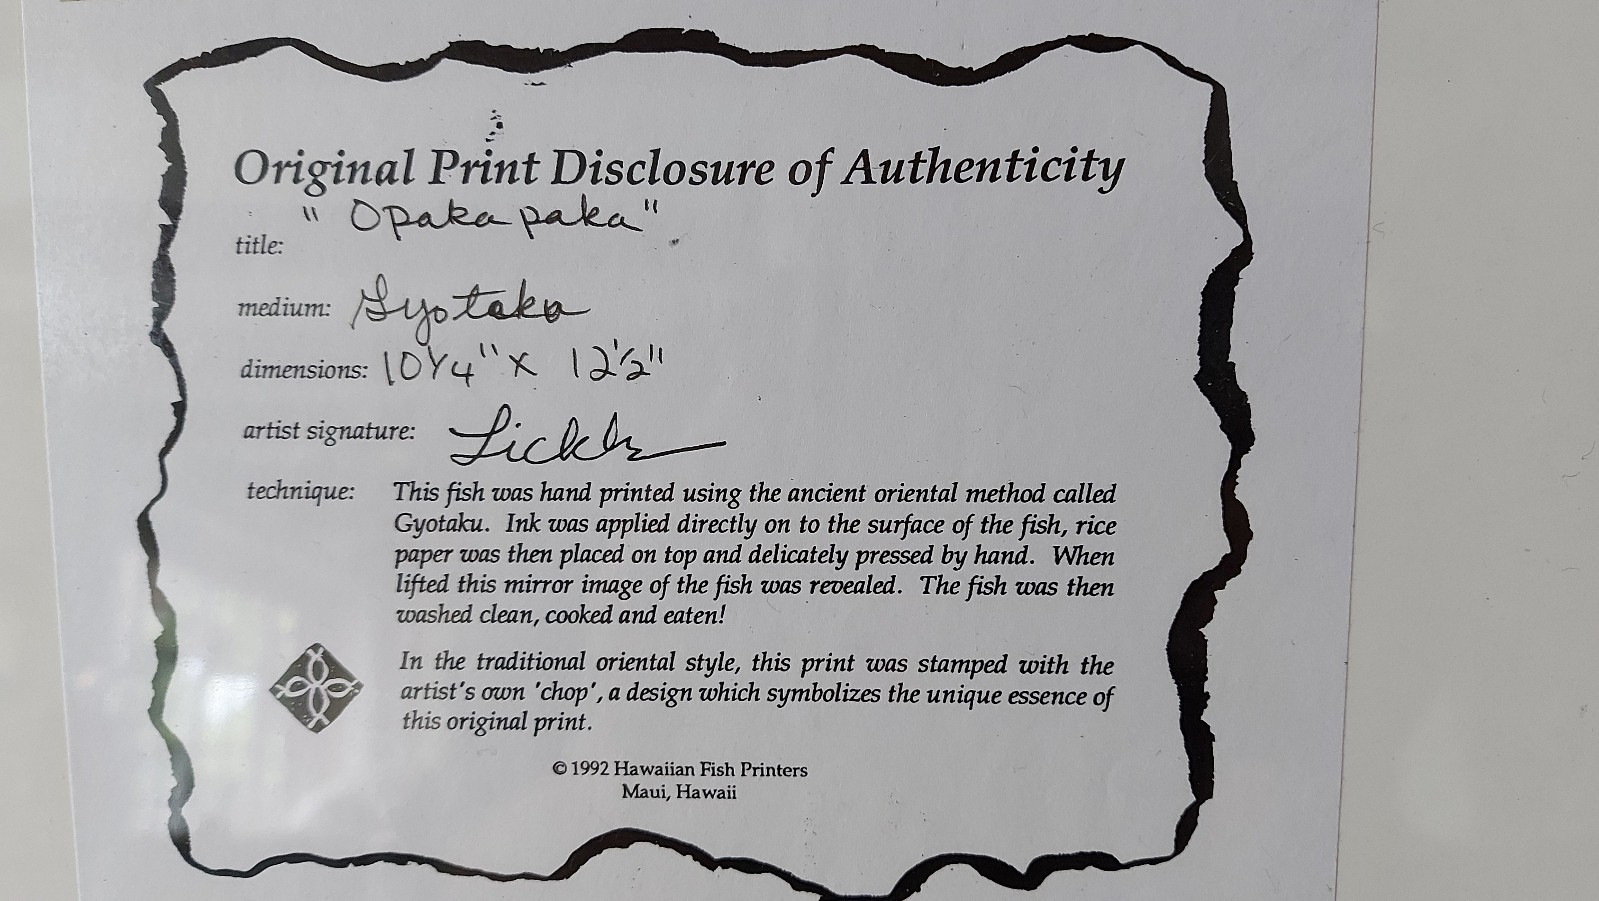 Original Print Disclosure of Authenticity
title: "Opakapaka"
medium: Gyotaku
dimensions: 10 1/4" x 12 1/2"
artist signature:
technique: This fish was hand printed using the ancient oriental method called
Gyotaku. Ink was applied directly on to the surface of the fish, rice
paper was then placed on top and delicately pressed by hand. When
lifted this mirror image of the fish was revealed. The fish was then
washed clean, cooked and eaten!
In the traditional oriental style, this print was stamped with the
artist's own 'chop', a design which symbolizes the unique essence of
this original print.
© 1992 Hawaiian Fish Printers
Maui, Hawaii